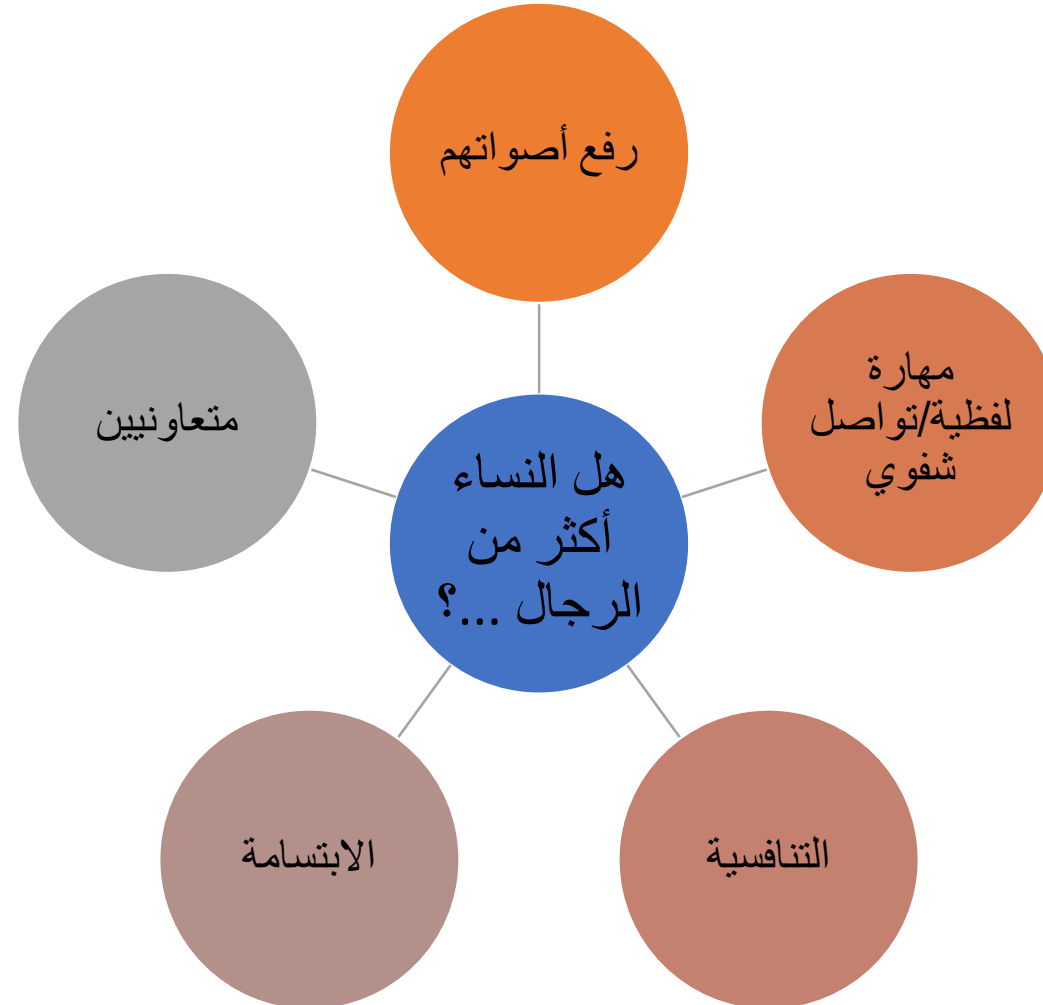 رفع أصواتهم
مهارة
لفظية/تواصل
شفوي
متعاونيين
هل النساء
أكثر من
الرجال ...؟
التنافسية
الابتسامة